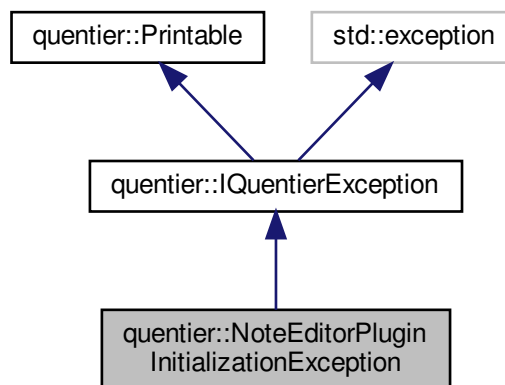 quentier::Printable
std::exception
quentier::IQuentierException
quentier::NoteEditorPlugin
InitializationException